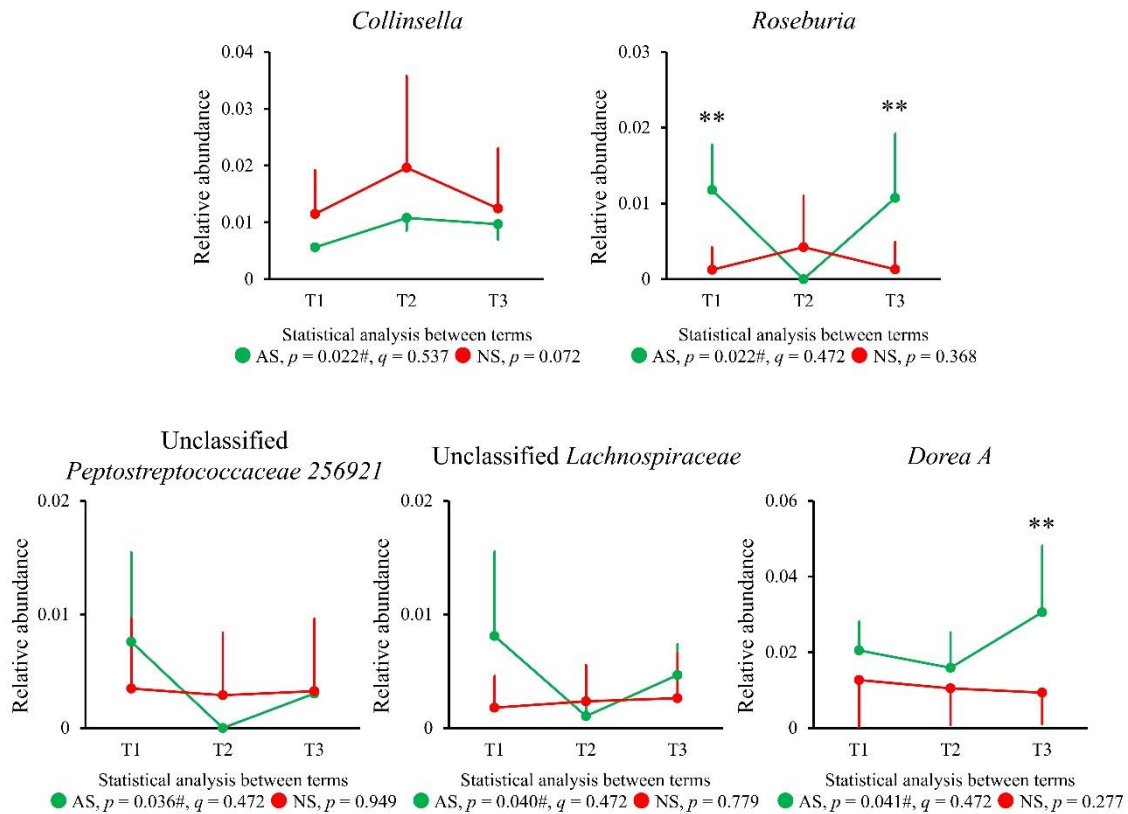 Collinsella
Roseburia
0.04
0.03
0.02
0.01
0
Relative abundance
T1
T2
T3
0.03
0.02
0.01
0
Relative abundance
**
**
T1
T2
T3
Statistical analysis between terms
AS, p = 0.022#, q = 0.537 NS, p = 0.072
Statistical analysis between terms
AS, p = 0.022#, q = 0.472 NS, p = 0.368
Unclassified
Peptostreptococcaceae 256921
Unclassified Lachnospiraceae
Dorea A
0.02
0.01
0
Relative abundance
T1
T2
T3
0.02
0.01
0
Relative abundance
T1
T2
T3
0.06
0.04
0.02
0
Relative abundance
**
T1
T2
T3
Statistical analysis between terms
AS, p = 0.036#, q = 0.472 NS, p = 0.949
Statistical analysis between terms
AS, p = 0.040#, q = 0.472 NS, p = 0.779
Statistical analysis between terms
AS, p = 0.041#, q = 0.472 NS, p = 0.277